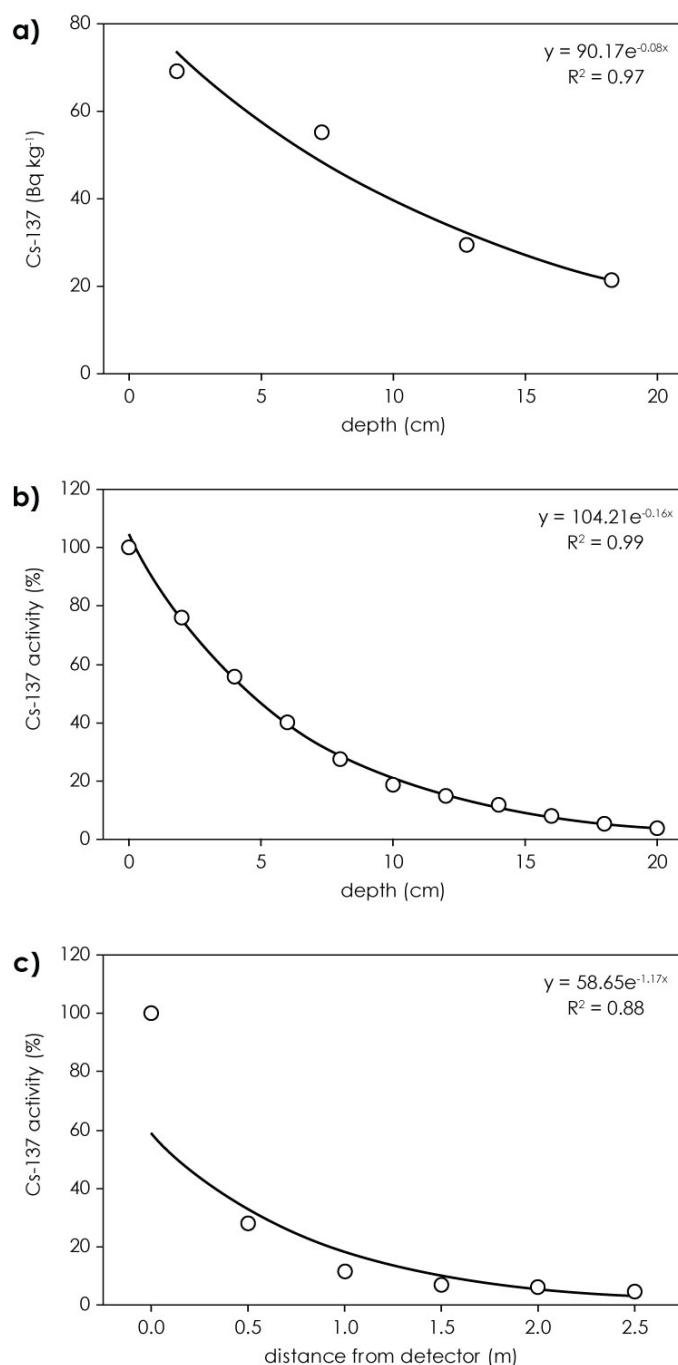 a)
y = 90.17e⁻⁰·⁰⁸ˣ
R² = 0.97
Cs-137 (Bq kg⁻¹)
80
60
40
20
0
0 5 10 15 20
depth (cm)
b)
y = 104.21e⁻⁰·¹⁶ˣ
R² = 0.99
Cs-137 activity (%)
120
100
80
60
40
20
0
0 5 10 15 20
depth (cm)
c)
y = 58.65e⁻¹·¹⁷ˣ
R² = 0.88
Cs-137 activity (%)
120
100
80
60
40
20
0
0.0 0.5 1.0 1.5 2.0 2.5
distance from detector (m)